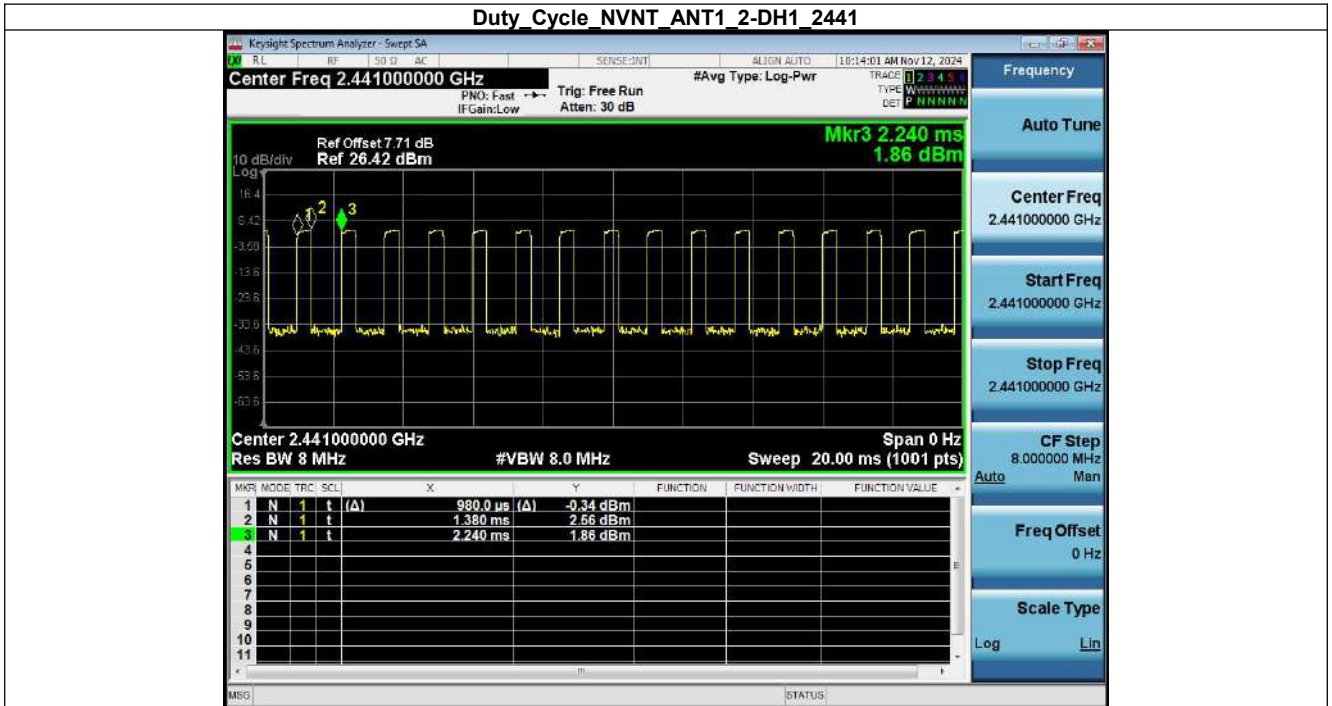 Duty_Cycle_NVNT_ANT1_2-DH1_2441
Keysight Spectrum Analyzer - Swept SA
RL RF 50 Ω AC SENSE:INT ALIGN AUTO 10:14:01 AM Nov 12, 2024
Center Freq 2.441000000 GHz #Avg Type: Log-Pwr TRACE 1 2 3 4 5 6
PNO: Fast Trig: Free Run TYPE W
IFGain:Low Atten: 30 dB DET P N N N N N
Frequency
Auto Tune
Ref Offset 7.71 dB Mkr3 2.240 ms
10 dB/div Ref 26.42 dBm 1.86 dBm
Log
16.4
6.42
-3.58
-13.6
-23.6
-33.6
-43.6
-53.6
-63.6
1 2 3
Center 2.441000000 GHz Span 0 Hz
Res BW 8 MHz #VBW 8.0 MHz Sweep 20.00 ms (1001 pts)
MKR MODE TRC SCL X Y FUNCTION FUNCTION WIDTH FUNCTION VALUE
1 N 1 t (Δ) 980.0 µs (Δ) -0.34 dBm
2 N 1 t 1.380 ms 2.56 dBm
3 N 1 t 2.240 ms 1.86 dBm
4
5
6
7
8
9
10
11
Center Freq
2.441000000 GHz
Start Freq
2.441000000 GHz
Stop Freq
2.441000000 GHz
CF Step
8.000000 MHz
Auto Man
Freq Offset
0 Hz
Scale Type
Log Lin
MSG STATUS